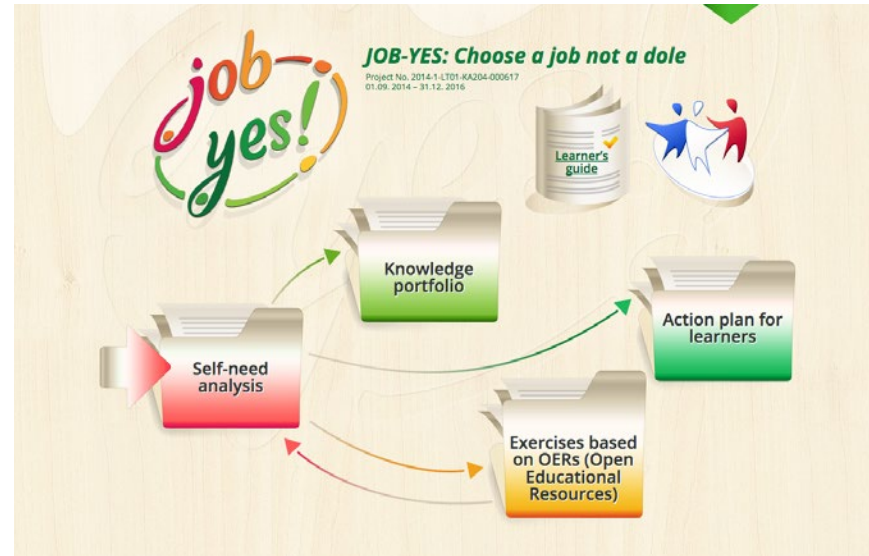 job
yes!
JOB-YES: Choose a job not a dole
Project No. 2014-1-LT01-KA204-000617
01.09. 2014 – 31.12. 2016
Learner's
guide
Knowledge
portfolio
Action plan for
learners
Self-need
analysis
Exercises based
on OERs (Open
Educational
Resources)